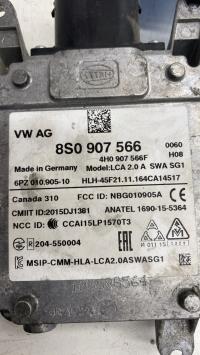 VW AG
8S0 907 566 0060
4H0 907 566F H08
Made in Germany Model:LCA 2.0 A SWA SG1
6PZ 010.905-10 HLH-45F21.11.164CA14517
Canada 310 FCC ID: NBG010905A
CMIIT ID:2015DJ1381 ANATEL 1690-15-5364
NCC ID: CCAI15LP1570T3
R 204-550004
MSIP-CMM-HLA-LCA2.0ASWASG1